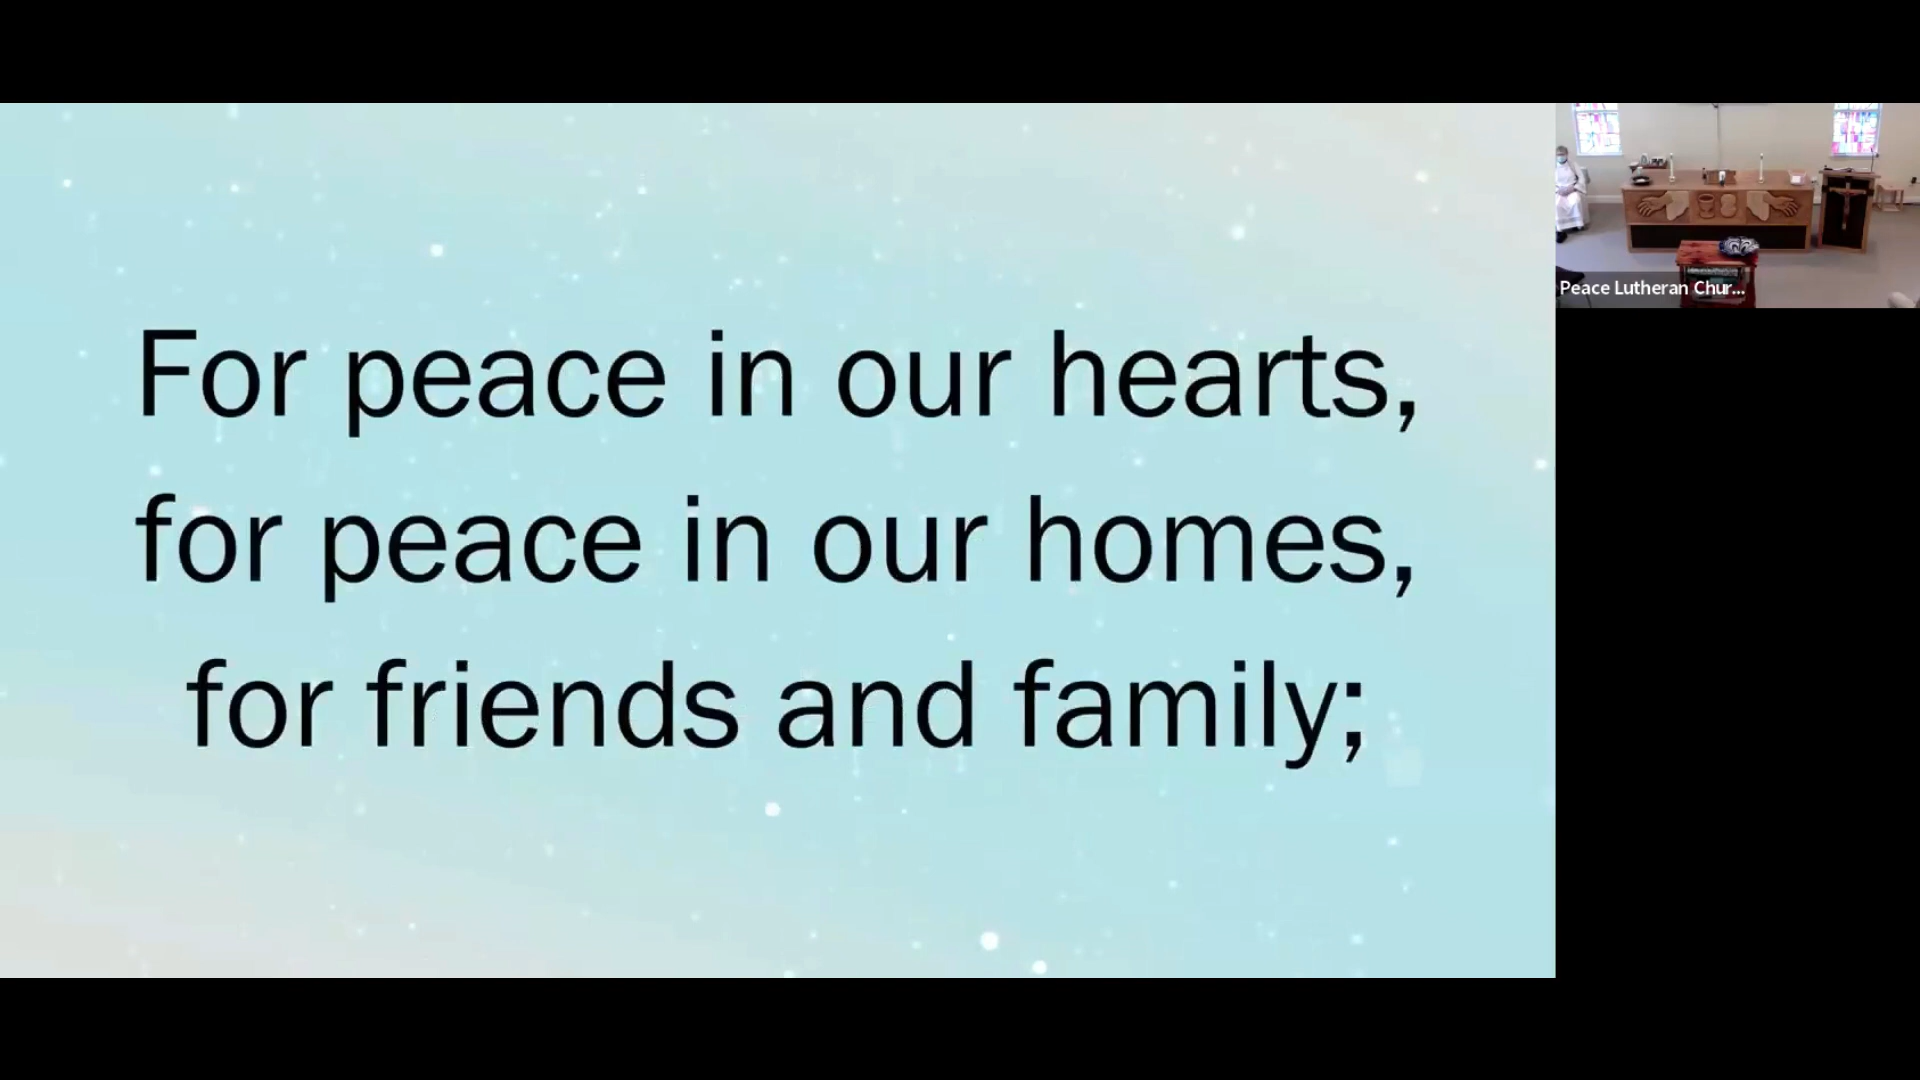 For peace in our hearts,
for peace in our homes,
for friends and family;
Peace Lutheran Chur...